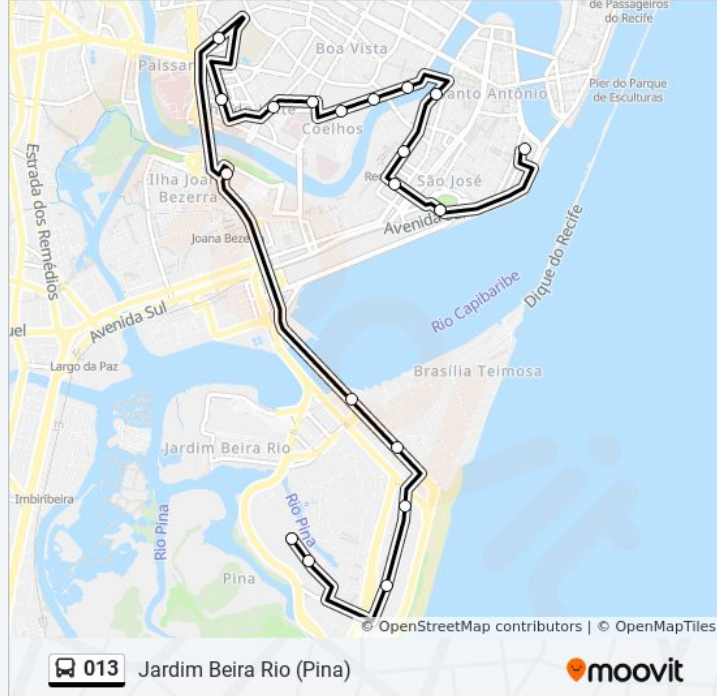 de Passageiros
do Recife
Boa Vista
Paissan
Santo Antônio
Pier do Parque
de Esculturas
Coelhos
Estrada dos Remédios
Ilha Joan
Bezerra
São José
Avenida
Joana Beze
Dique do Recife
Rio Capibaribe
Avenida Sul
uel
Largo da Paz
Brasília Teimosa
Jardim Beira Rio
Imbiribeira
Rio Pina
Rio Pina
Pina
© OpenStreetMap contributors | © OpenMapTiles
013 Jardim Beira Rio (Pina)
moovit